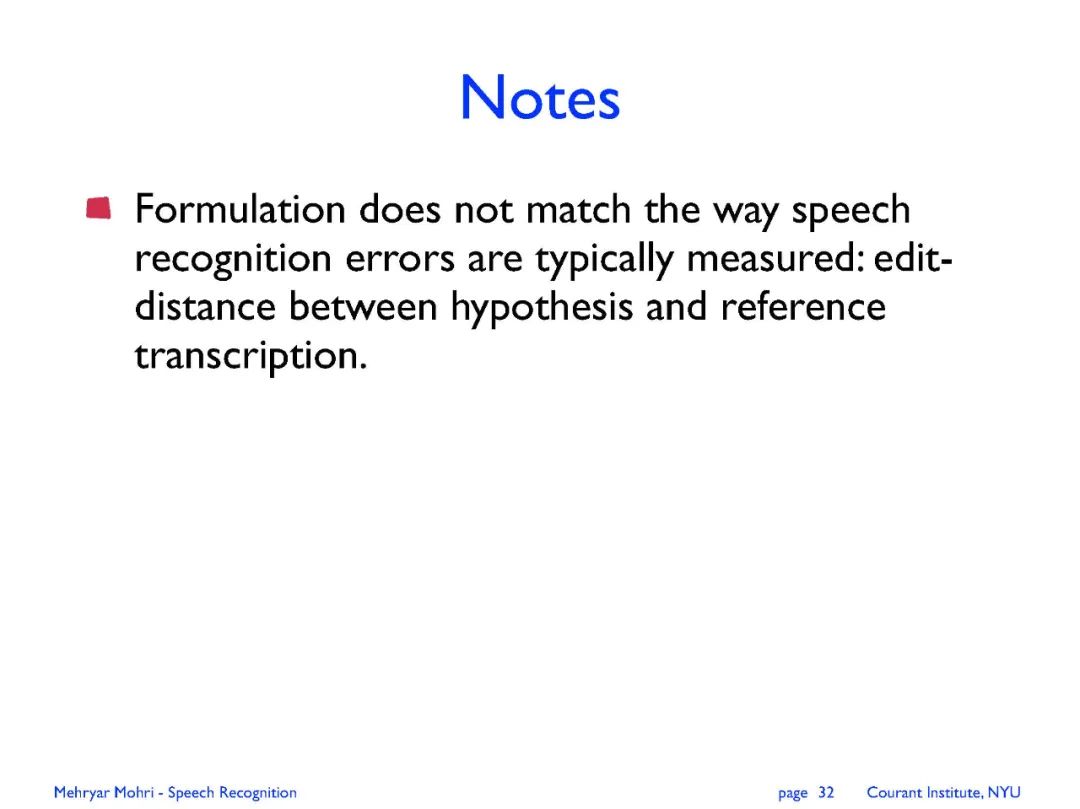 Notes
Formulation does not match the way speech
recognition errors are typically measured: edit-
distance between hypothesis and reference
transcription.
Mehryar Mohri - Speech Recognition page 32 Courant Institute, NYU